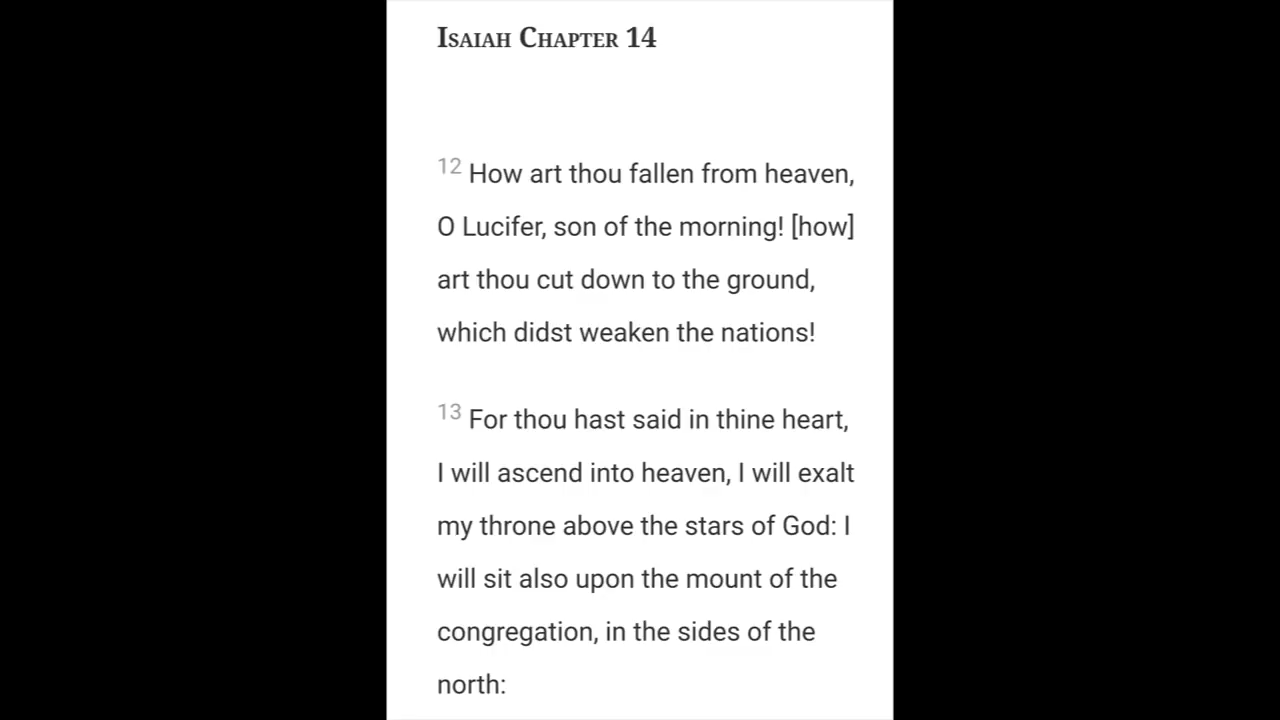 Isaiah Chapter 14
12 How art thou fallen from heaven,
O Lucifer, son of the morning! [how]
art thou cut down to the ground,
which didst weaken the nations!
13 For thou hast said in thine heart,
I will ascend into heaven, I will exalt
my throne above the stars of God: I
will sit also upon the mount of the
congregation, in the sides of the
north: